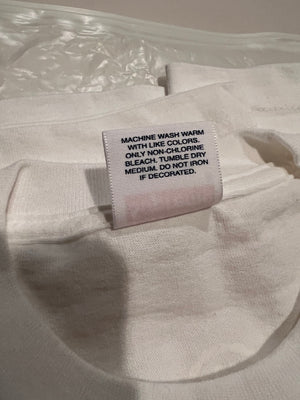 MACHINE WASH WARM
WITH LIKE COLORS.
ONLY NON-CHLORINE
BLEACH. TUMBLE DRY
MEDIUM. DO NOT IRON
IF DECORATED.